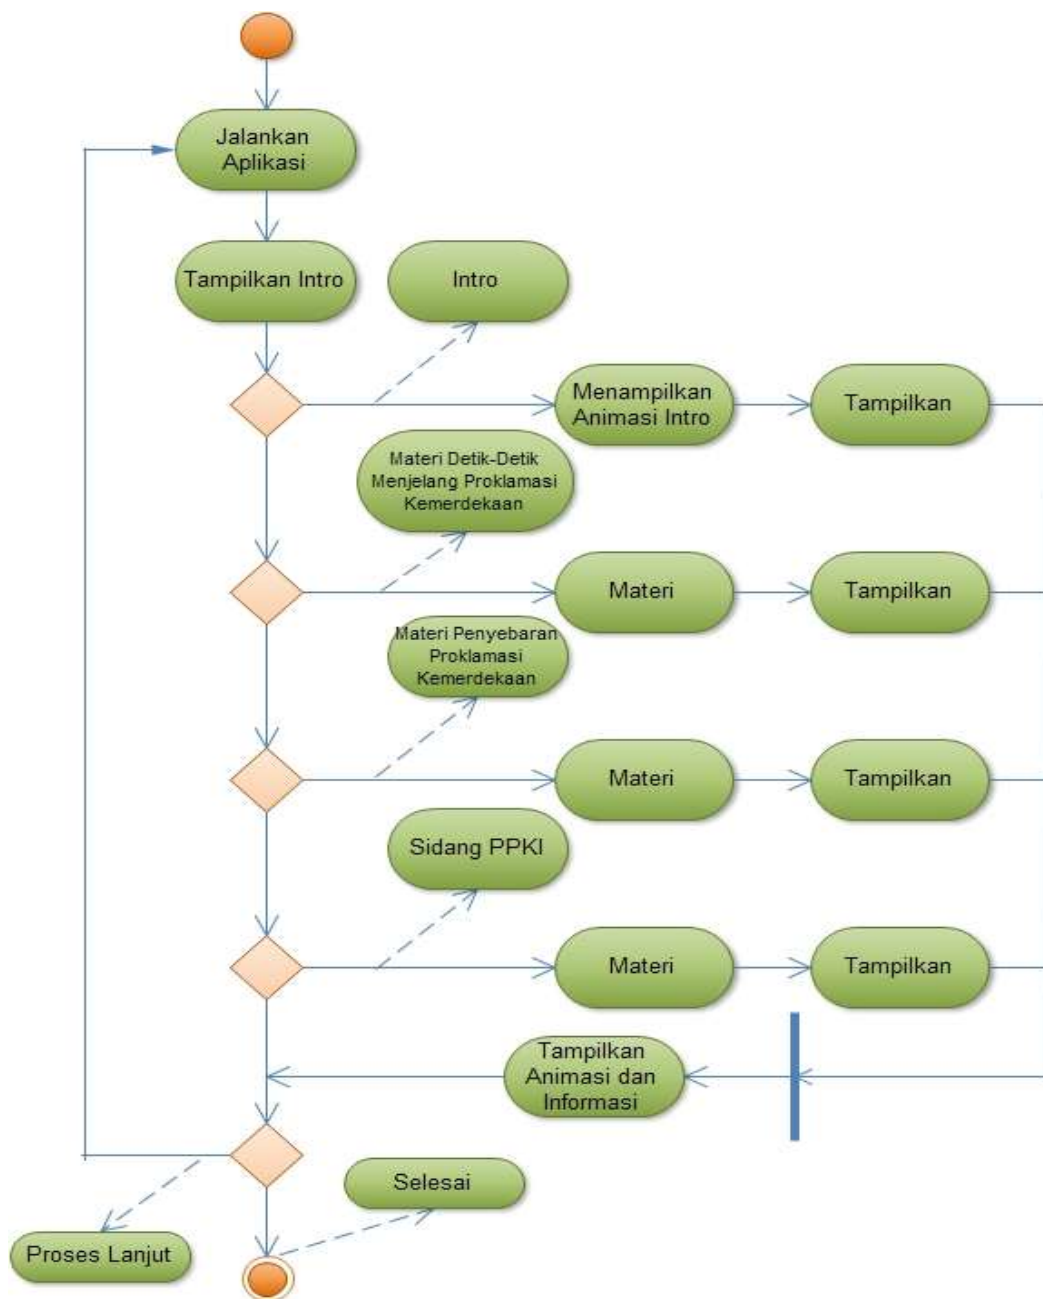 Jalankan
Aplikasi
Tampilkan Intro
Intro
Menampilkan
Animasi Intro
Tampilkan
Materi Detik-Detik
Menjelang Proklamasi
Kemerdekaan
Materi
Tampilkan
Materi Penyebaran
Proklamasi
Kemerdekaan
Materi
Tampilkan
Sidang PPKI
Materi
Tampilkan
Tampilkan
Animasi dan
Informasi
Selesai
Proses Lanjut